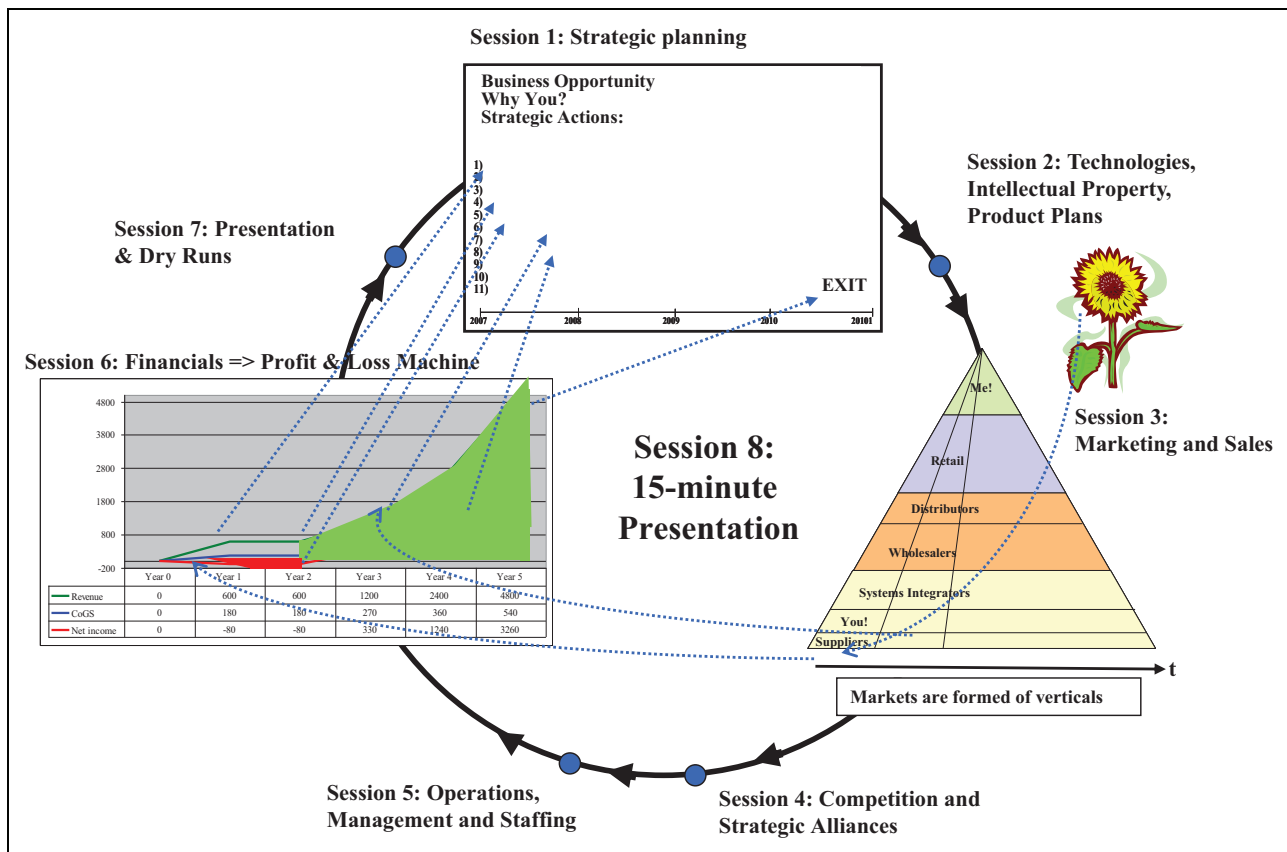 Session 1: Strategic planning
Business Opportunity
Why You?
Strategic Actions:
1)
2)
3)
4)
5)
6)
7)
8)
9)
10)
11)
EXIT
2007 2008 2009 2010 20101
Session 2: Technologies,
Intellectual Property,
Product Plans
Session 7: Presentation
& Dry Runs
Session 6: Financials => Profit & Loss Machine
4800
3800
2800
1800
800
-200
Year 0 Year 1 Year 2 Year 3 Year 4 Year 5
Revenue 0 600 600 1200 2400 4800
CoGS 0 180 180 270 360 540
Net income 0 -80 -80 330 1240 3260
Session 8:
15-minute
Presentation
Me!
Retail
Distributors
Wholesalers
Systems Integrators
You!
Suppliers
t
Markets are formed of verticals
Session 3:
Marketing and Sales
Session 5: Operations,
Management and Staffing
Session 4: Competition and
Strategic Alliances